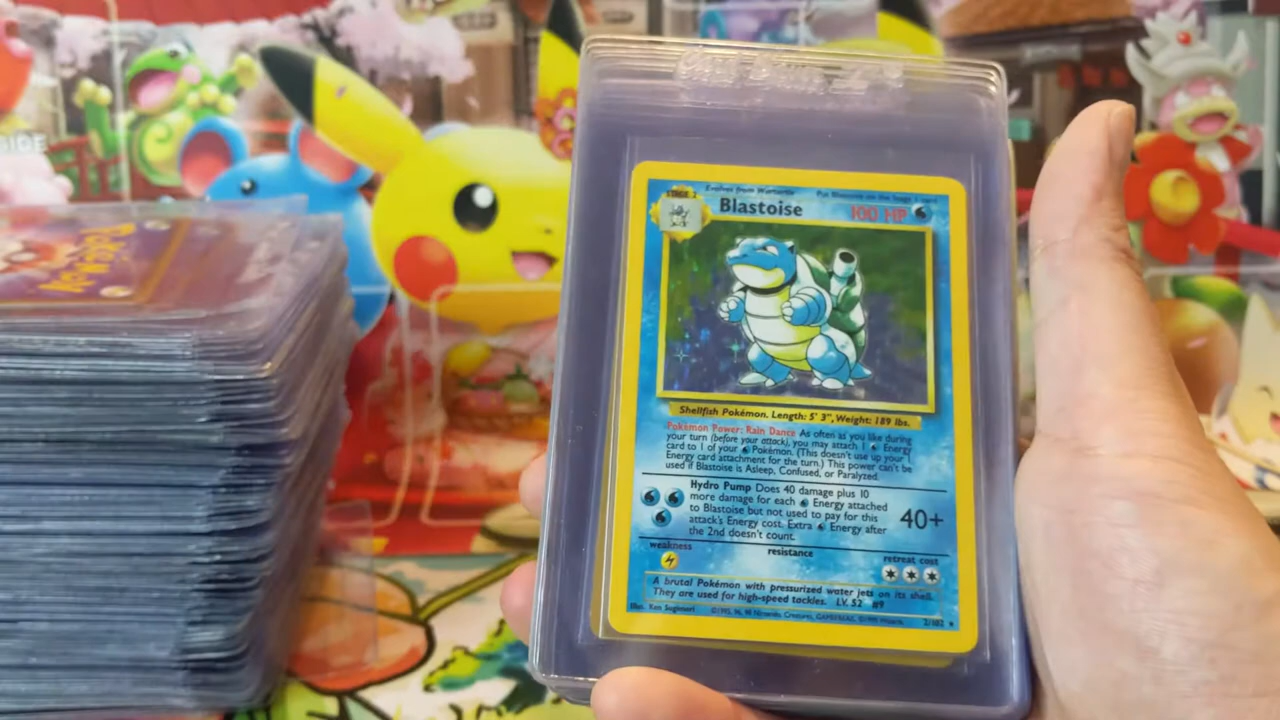 Pokémon
STAGE 2
Evolves from Wartortle
Put Blastoise on the Stage 1 card
Blastoise
100 HP
Shellfish Pokémon. Length: 5' 3", Weight: 189 lbs.
Pokémon Power: Rain Dance As often as you like during
your turn (before your attack), you may attach 1 Energy
card to 1 of your Pokémon. (This doesn't use up your 1
Energy card attachment for the turn.) This power can't be
used if Blastoise is Asleep, Confused, or Paralyzed.
Hydro Pump Does 40 damage plus 10
more damage for each Energy attached
to Blastoise but not used to pay for this
attack's Energy cost. Extra Energy after
the 2nd doesn't count.
40+
weakness
resistance
retreat cost
A brutal Pokémon with pressurized water jets on its shell.
They are used for high-speed tackles. LV. 52 #9
Illus. Ken Sugimori
©1995, 96, 98 Nintendo, Creatures, GAMEFREAK. ©1999 Wizards.
2/102